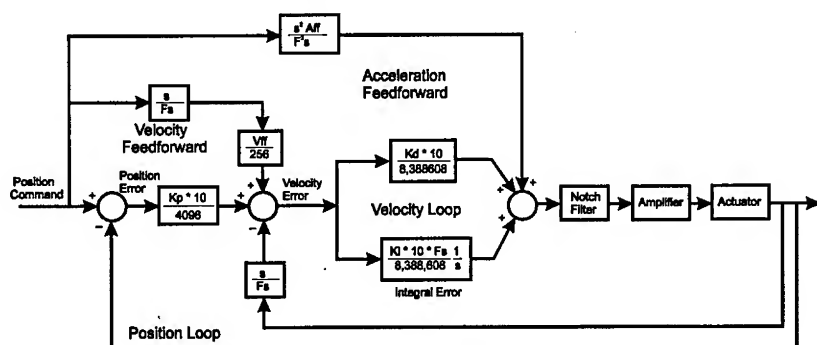 s² Aff
F²s
Acceleration
Feedforward
s
Fs
Velocity
Feedforward
Vff
256
Position
Command
+
−
Position
Error
Kp * 10
4096
+
+
−
Velocity
Error
Kd * 10
8,388608
Velocity Loop
KI * 10 * Fs 1
8,388,608 s
Integral Error
+
+
+
Notch
Filter
Amplifier
Actuator
s
Fs
Position Loop